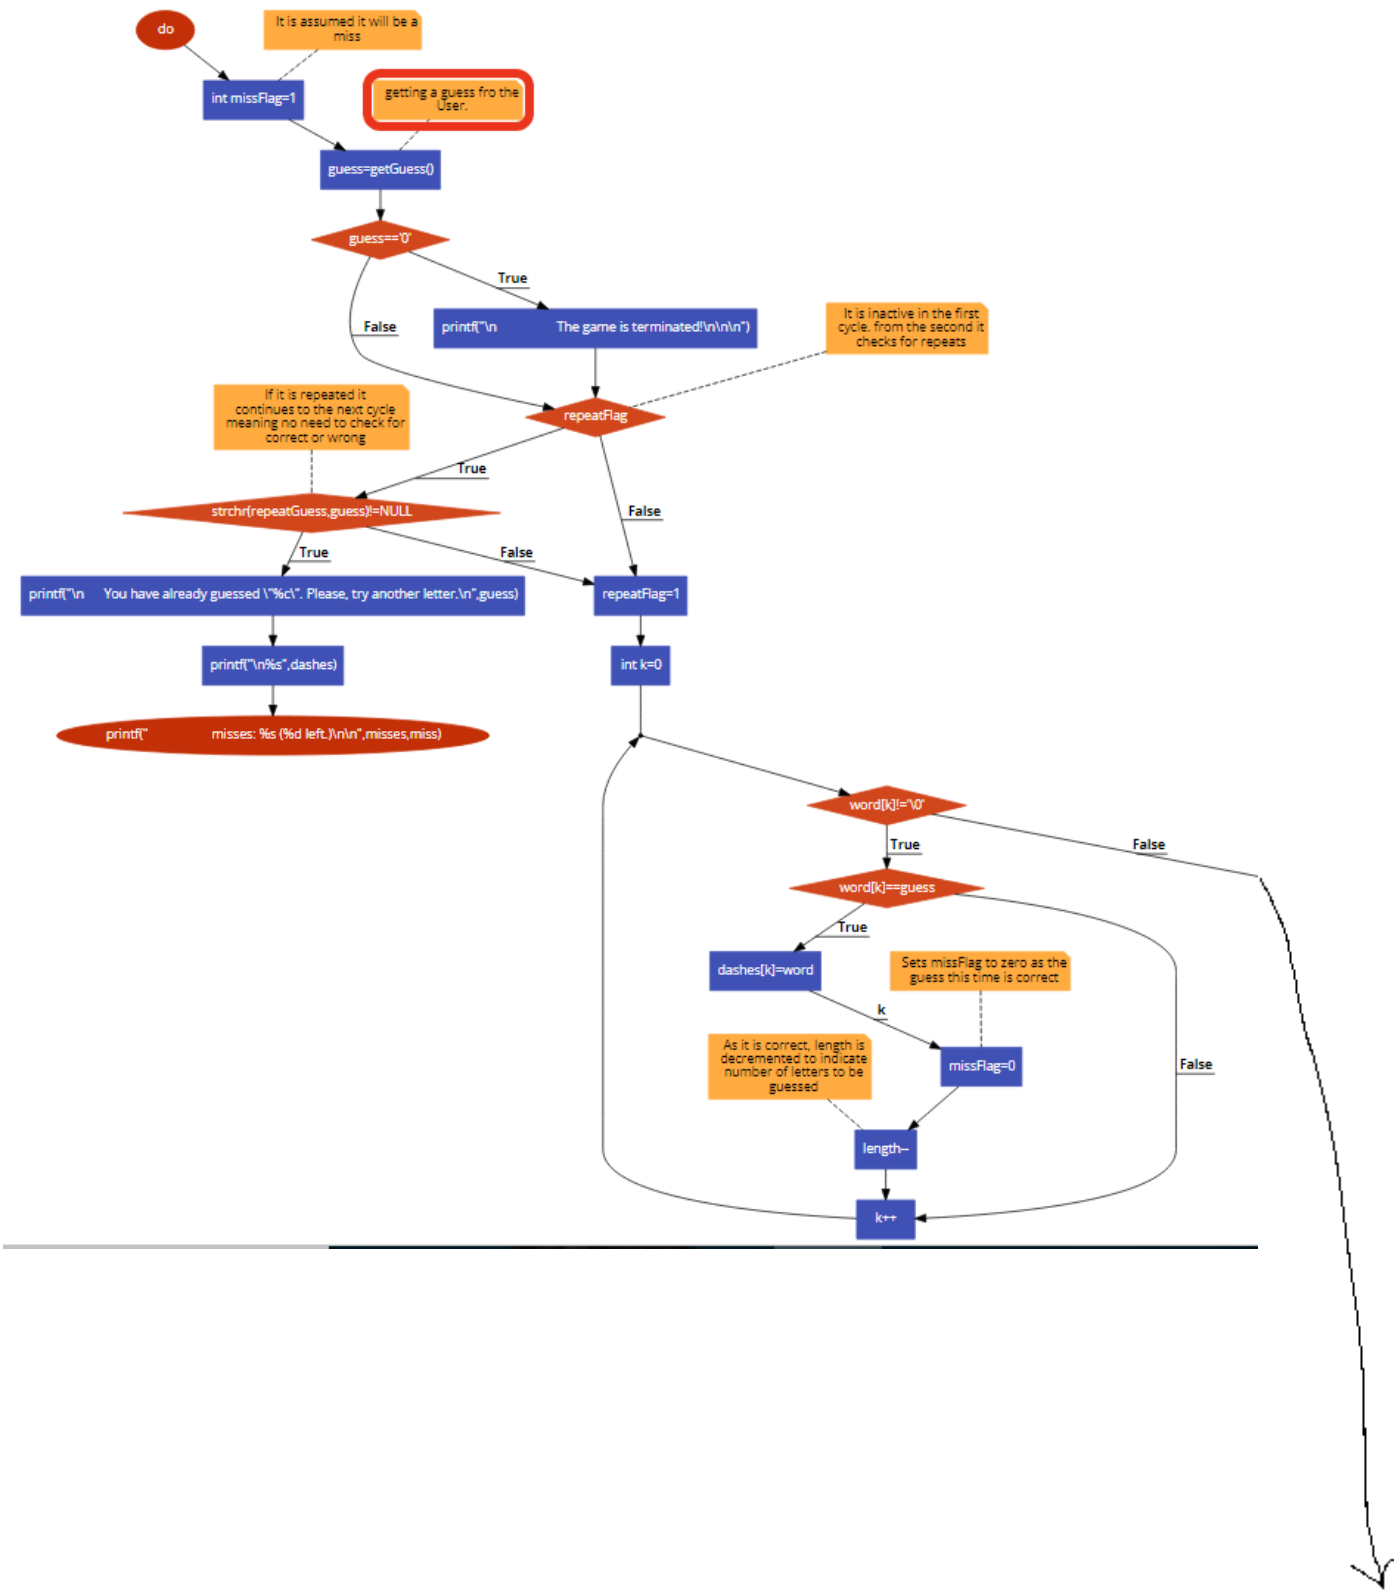 do
It is assumed it will be a
miss
int missFlag=1
getting a guess fro the
User.
guess=getGuess()
guess=='0'
True
False
printf("\n                    The game is terminated!\n\n\n")
It is inactive in the first
cycle. from the second it
checks for repeats
repeatFlag
If it is repeated it
continues to the next cycle
meaning no need to check for
correct or wrong
True
False
strchr(repeatGuess,guess)!=NULL
True
False
printf("\n      You have already guessed \"%c\". Please, try another letter.\n",guess)
repeatFlag=1
printf("\n%s",dashes)
int k=0
printf("                    misses: %s (%d left.)\n\n",misses,miss)
word[k]!='\0'
True
False
word[k]==guess
True
dashes[k]=word
Sets missFlag to zero as the
guess this time is correct
k
As it is correct, length is
decremented to indicate
number of letters to be
guessed
missFlag=0
False
length--
k++